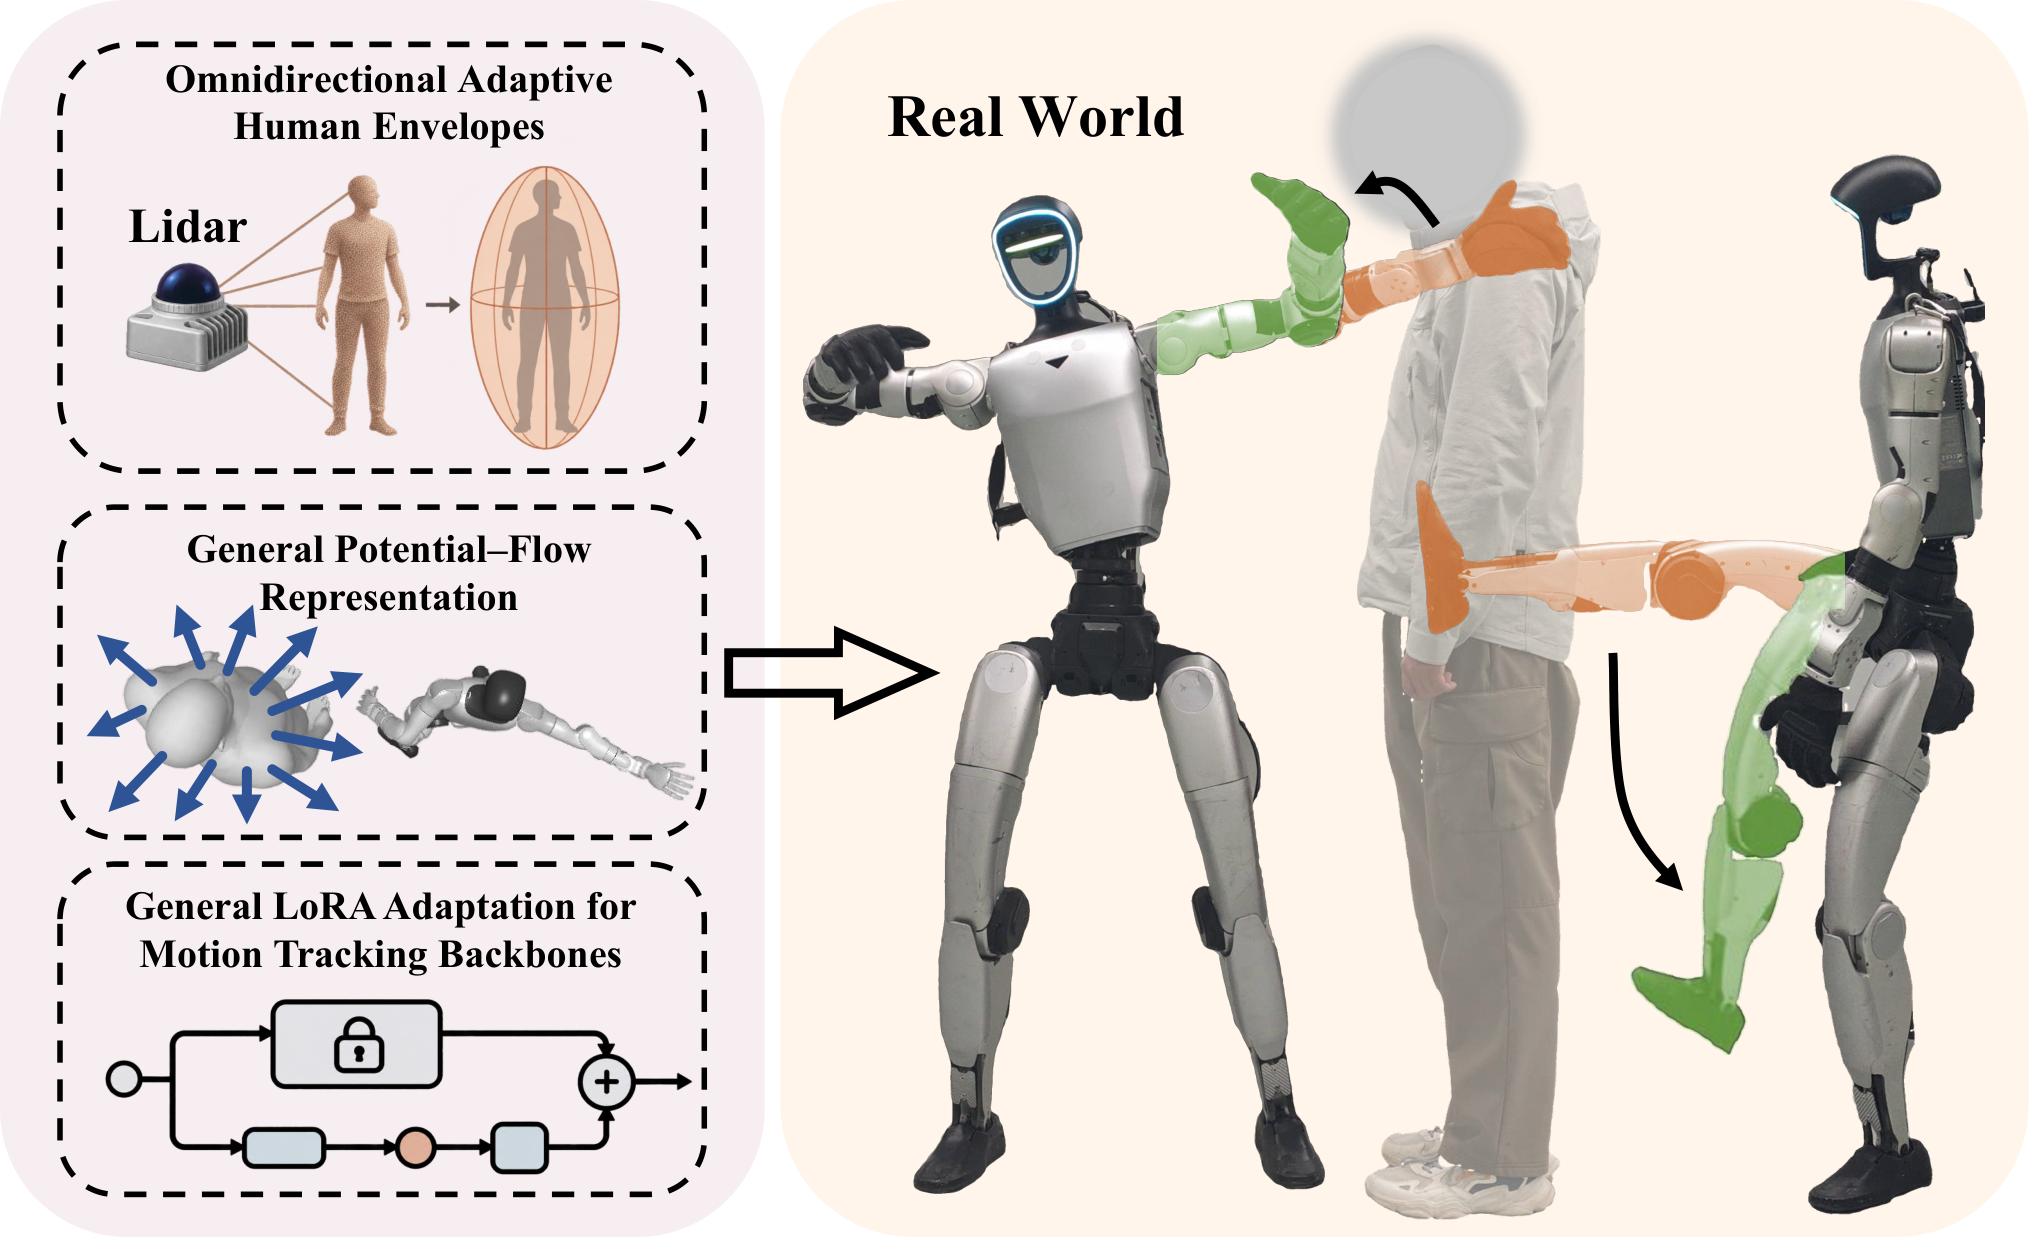 Omnidirectional Adaptive
Human Envelopes
Lidar
General Potential–Flow
Representation
General LoRA Adaptation for
Motion Tracking Backbones
Real World